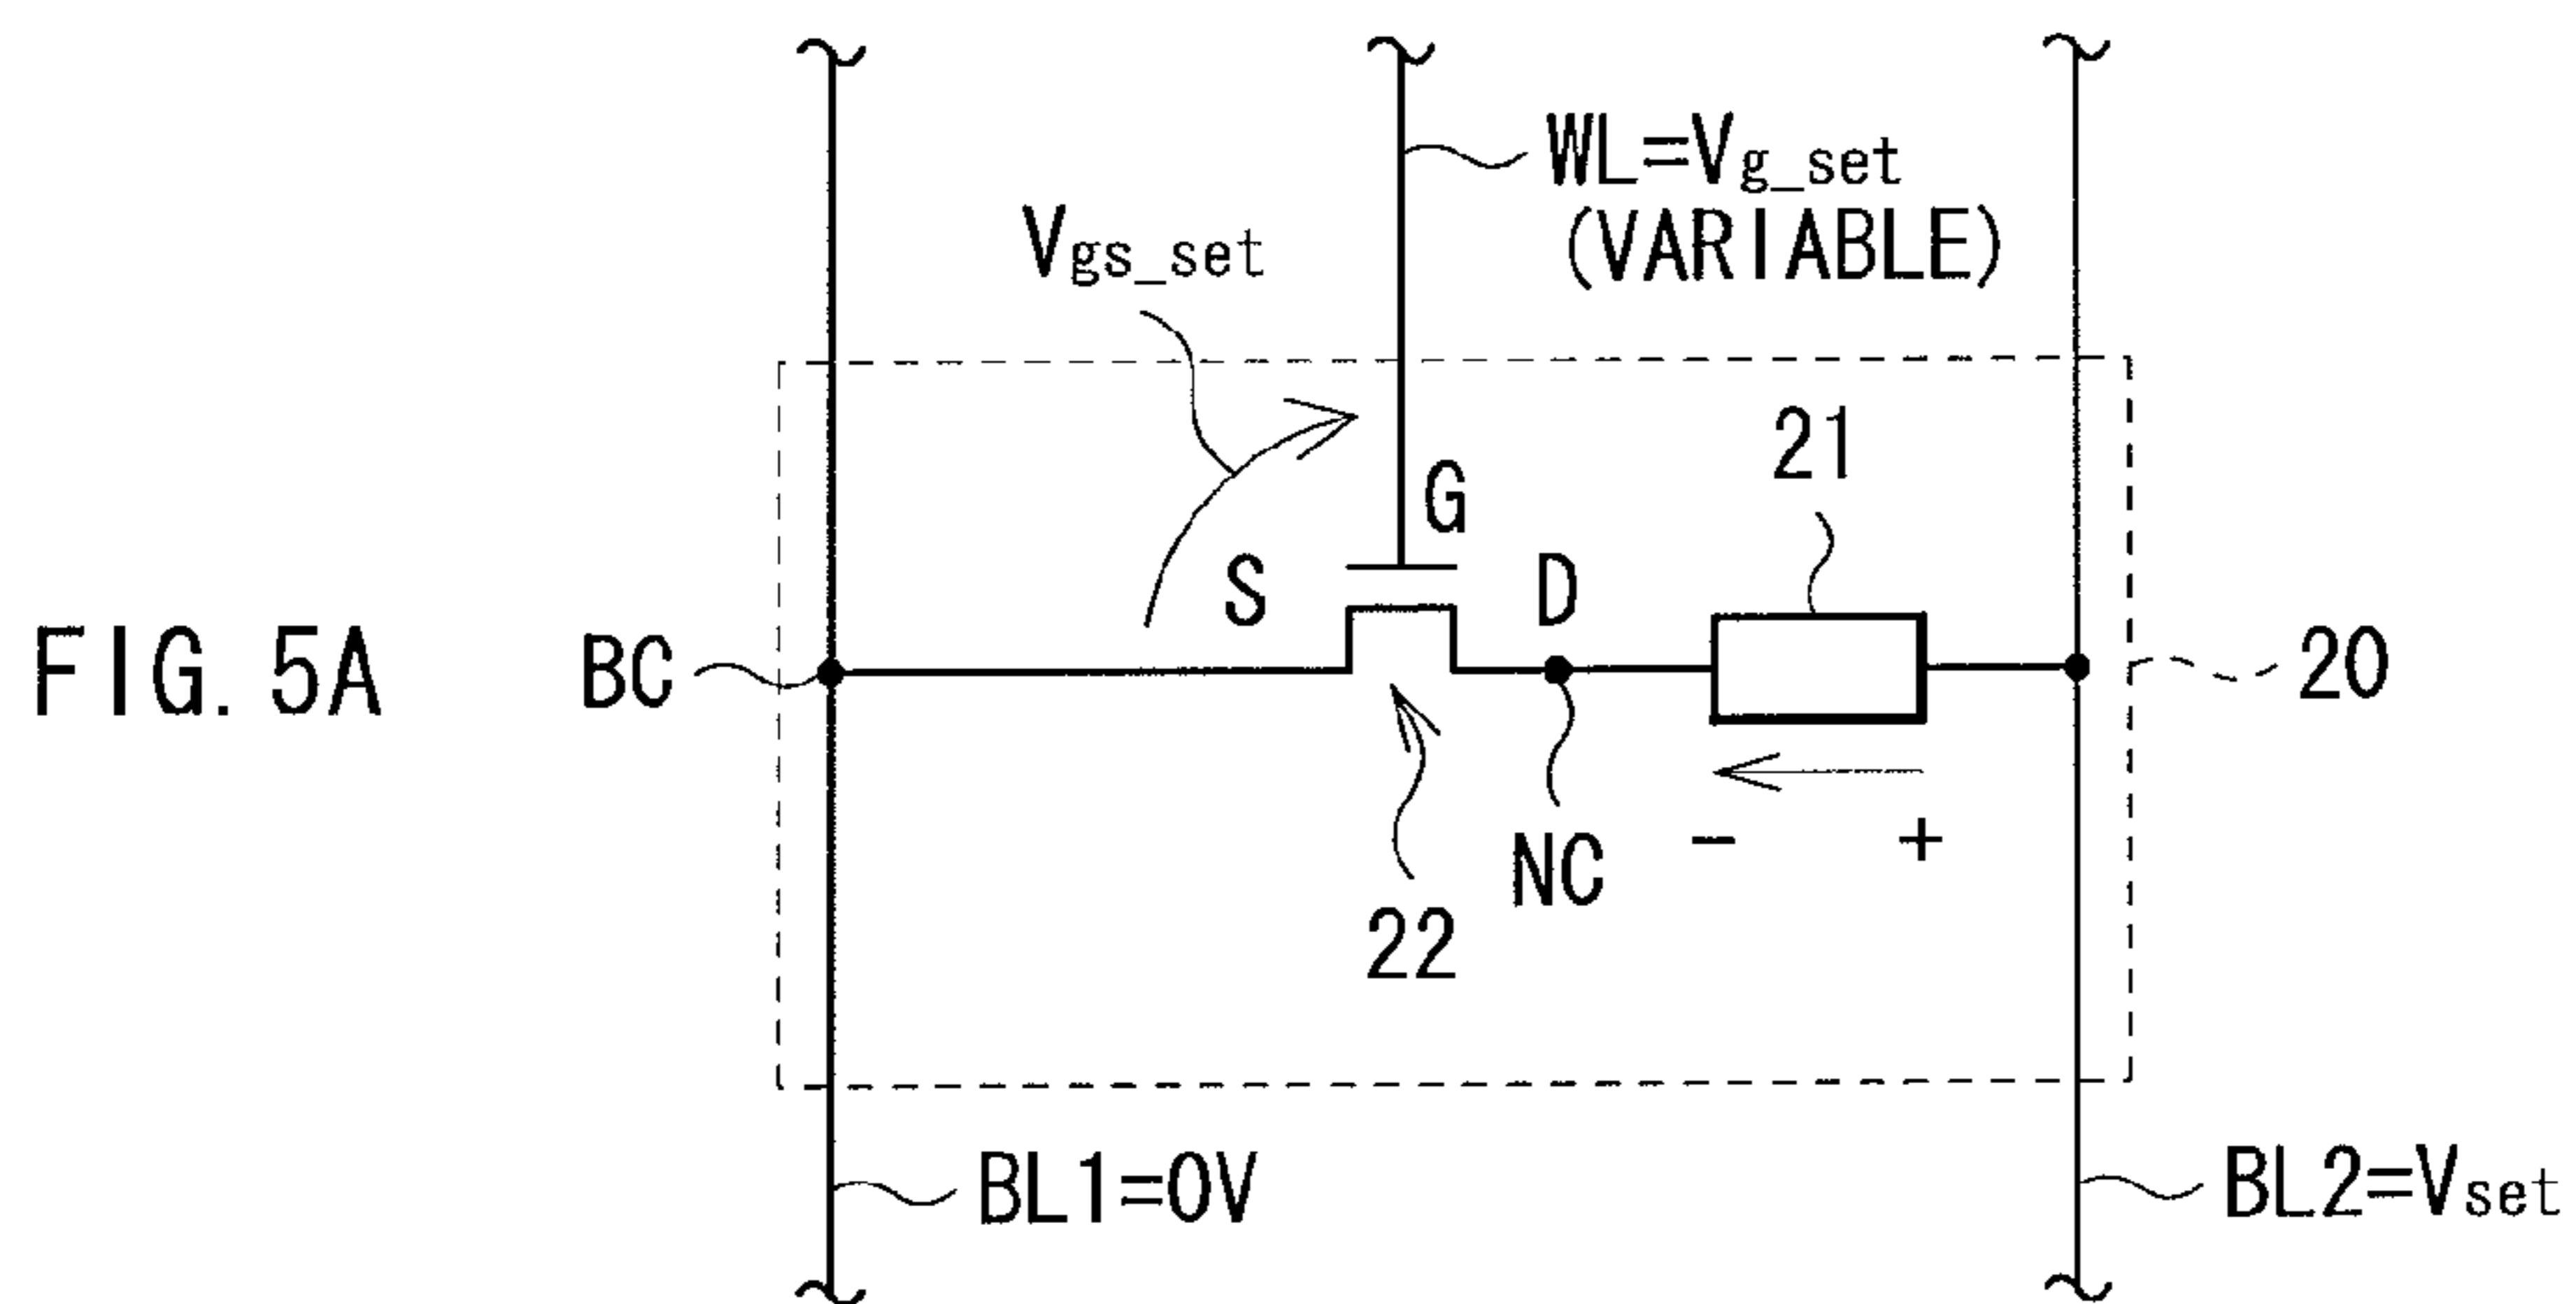 FIG. 5A
WL=Vg_set
(VARIABLE)
Vgs_set
21
G
S
D
BC
20
- +
NC
22
BL1=0V
BL2=Vset